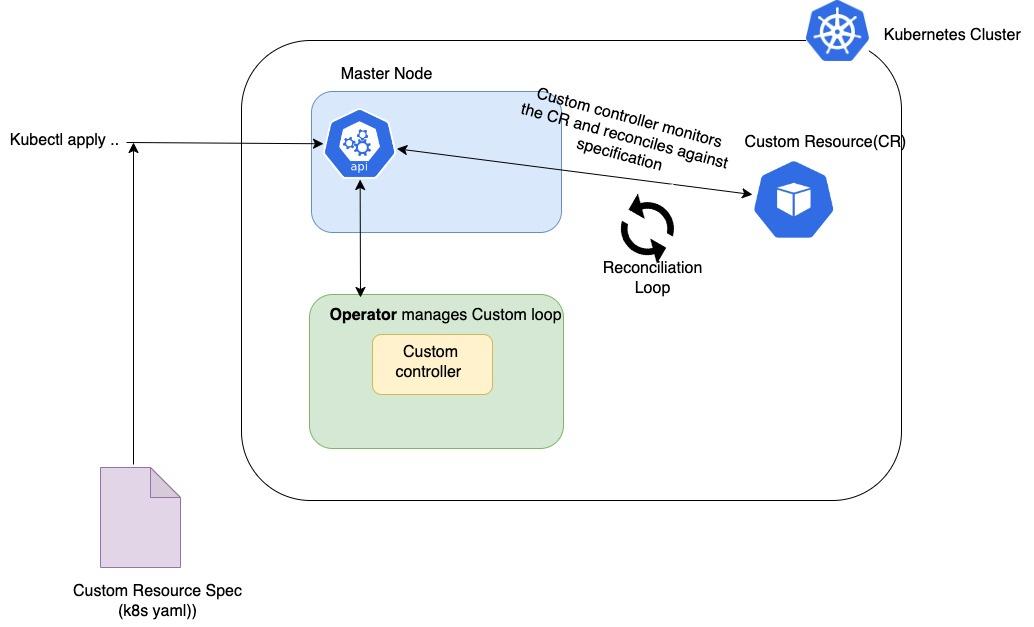 Kubernetes Cluster
Master Node
Kubectl apply ..
api
Custom controller monitors
the CR and reconciles against
specification
Custom Resource(CR)
Reconciliation
Loop
Operator manages Custom loop
Custom
controller
Custom Resource Spec
(k8s yaml))